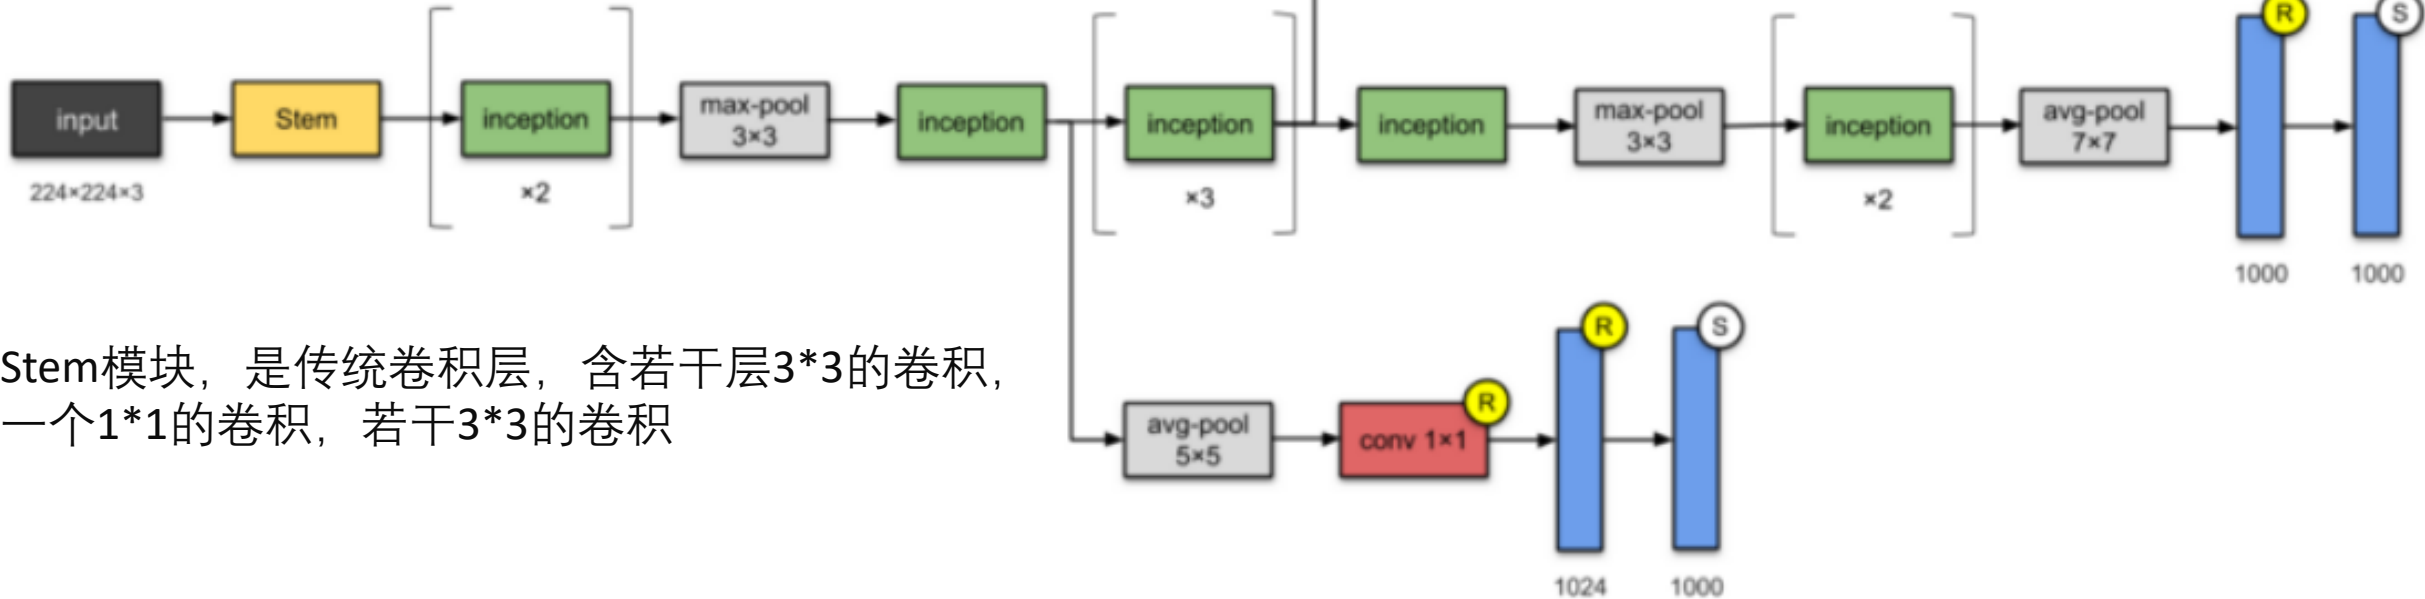 R
S
input
Stem
inception
max-pool
3×3
inception
inception
inception
max-pool
3×3
inception
avg-pool
7×7
224×224×3
×2
×3
×2
1000
1000
Stem模块，是传统卷积层，含若干层3*3的卷积，
一个1*1的卷积，若干3*3的卷积
R
S
R
avg-pool
5×5
conv 1×1
1024
1000